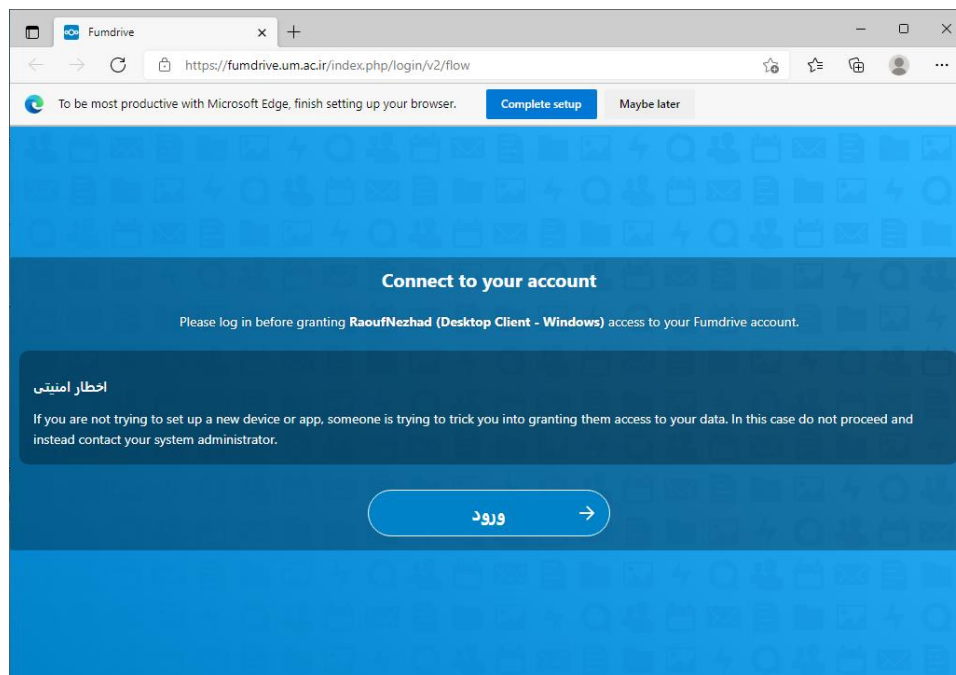 Fumdrive
https://fumdrive.um.ac.ir/index.php/login/v2/flow
To be most productive with Microsoft Edge, finish setting up your browser. Complete setup Maybe later
Connect to your account
Please log in before granting RaoufNezhad (Desktop Client - Windows) access to your Fumdrive account.
اخطار امنیتی
If you are not trying to set up a new device or app, someone is trying to trick you into granting them access to your data. In this case do not proceed and
instead contact your system administrator.
ورود